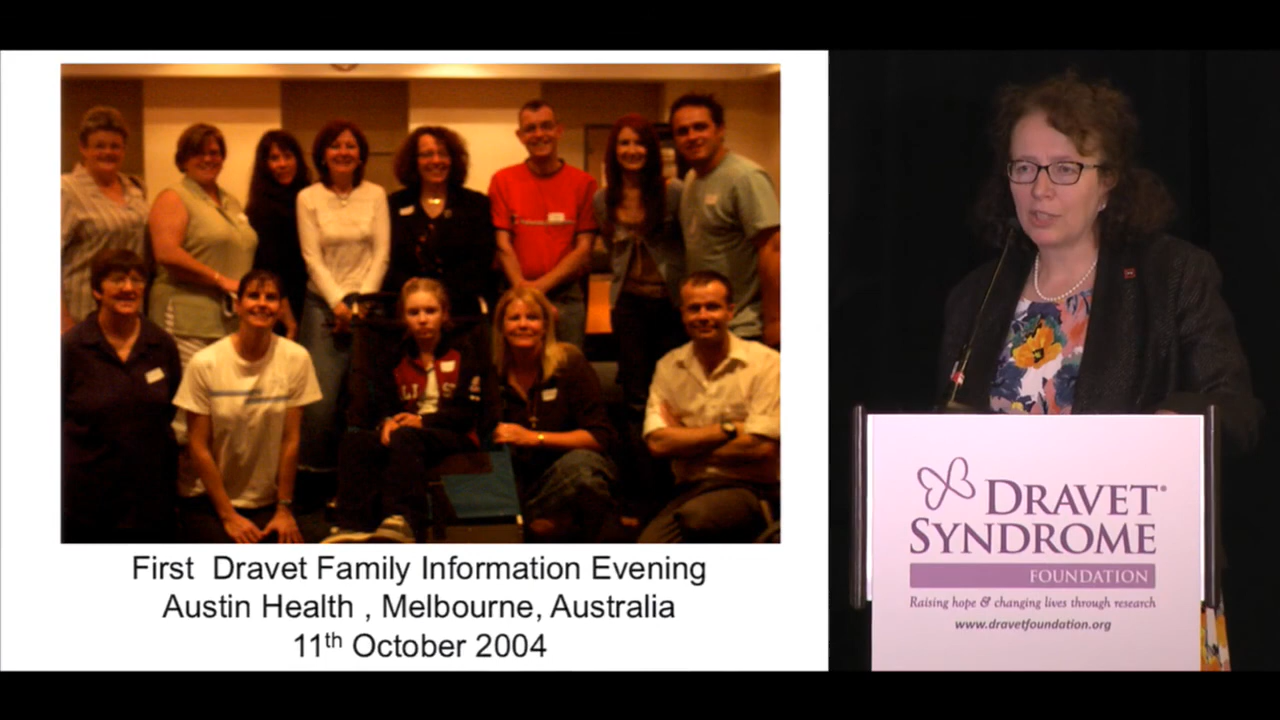 First Dravet Family Information Evening
Austin Health , Melbourne, Australia
11th October 2004
DRAVET®
SYNDROME
FOUNDATION
Raising hope & changing lives through research
www.dravetfoundation.org